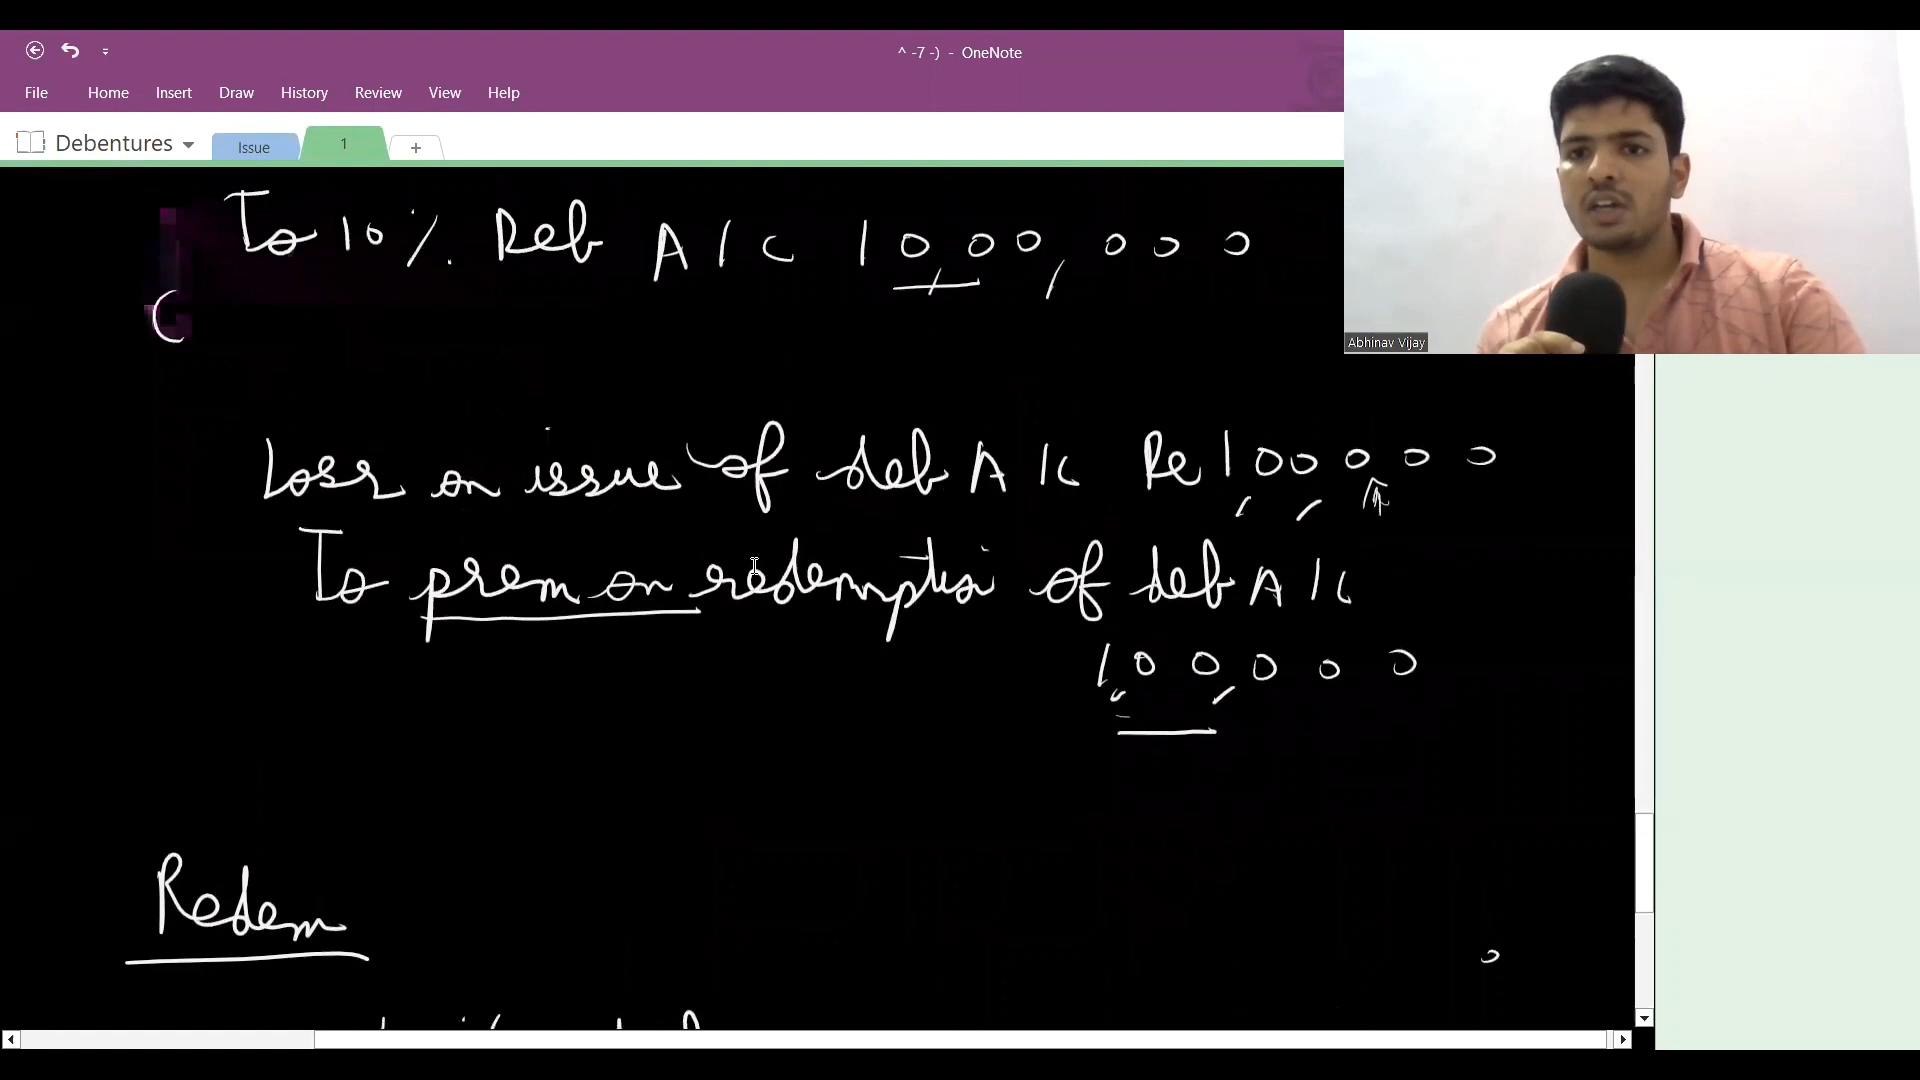 ^ -7 -) - OneNote
File Home Insert Draw History Review View Help
Debentures Issue 1 +
Abhinav Vijay
To 10%. Deb A/C 10,00,000
(
Loss on issue of deb A/C Dr 1,00,000
To prem on redemption of deb A/C
1,00,000
Redem